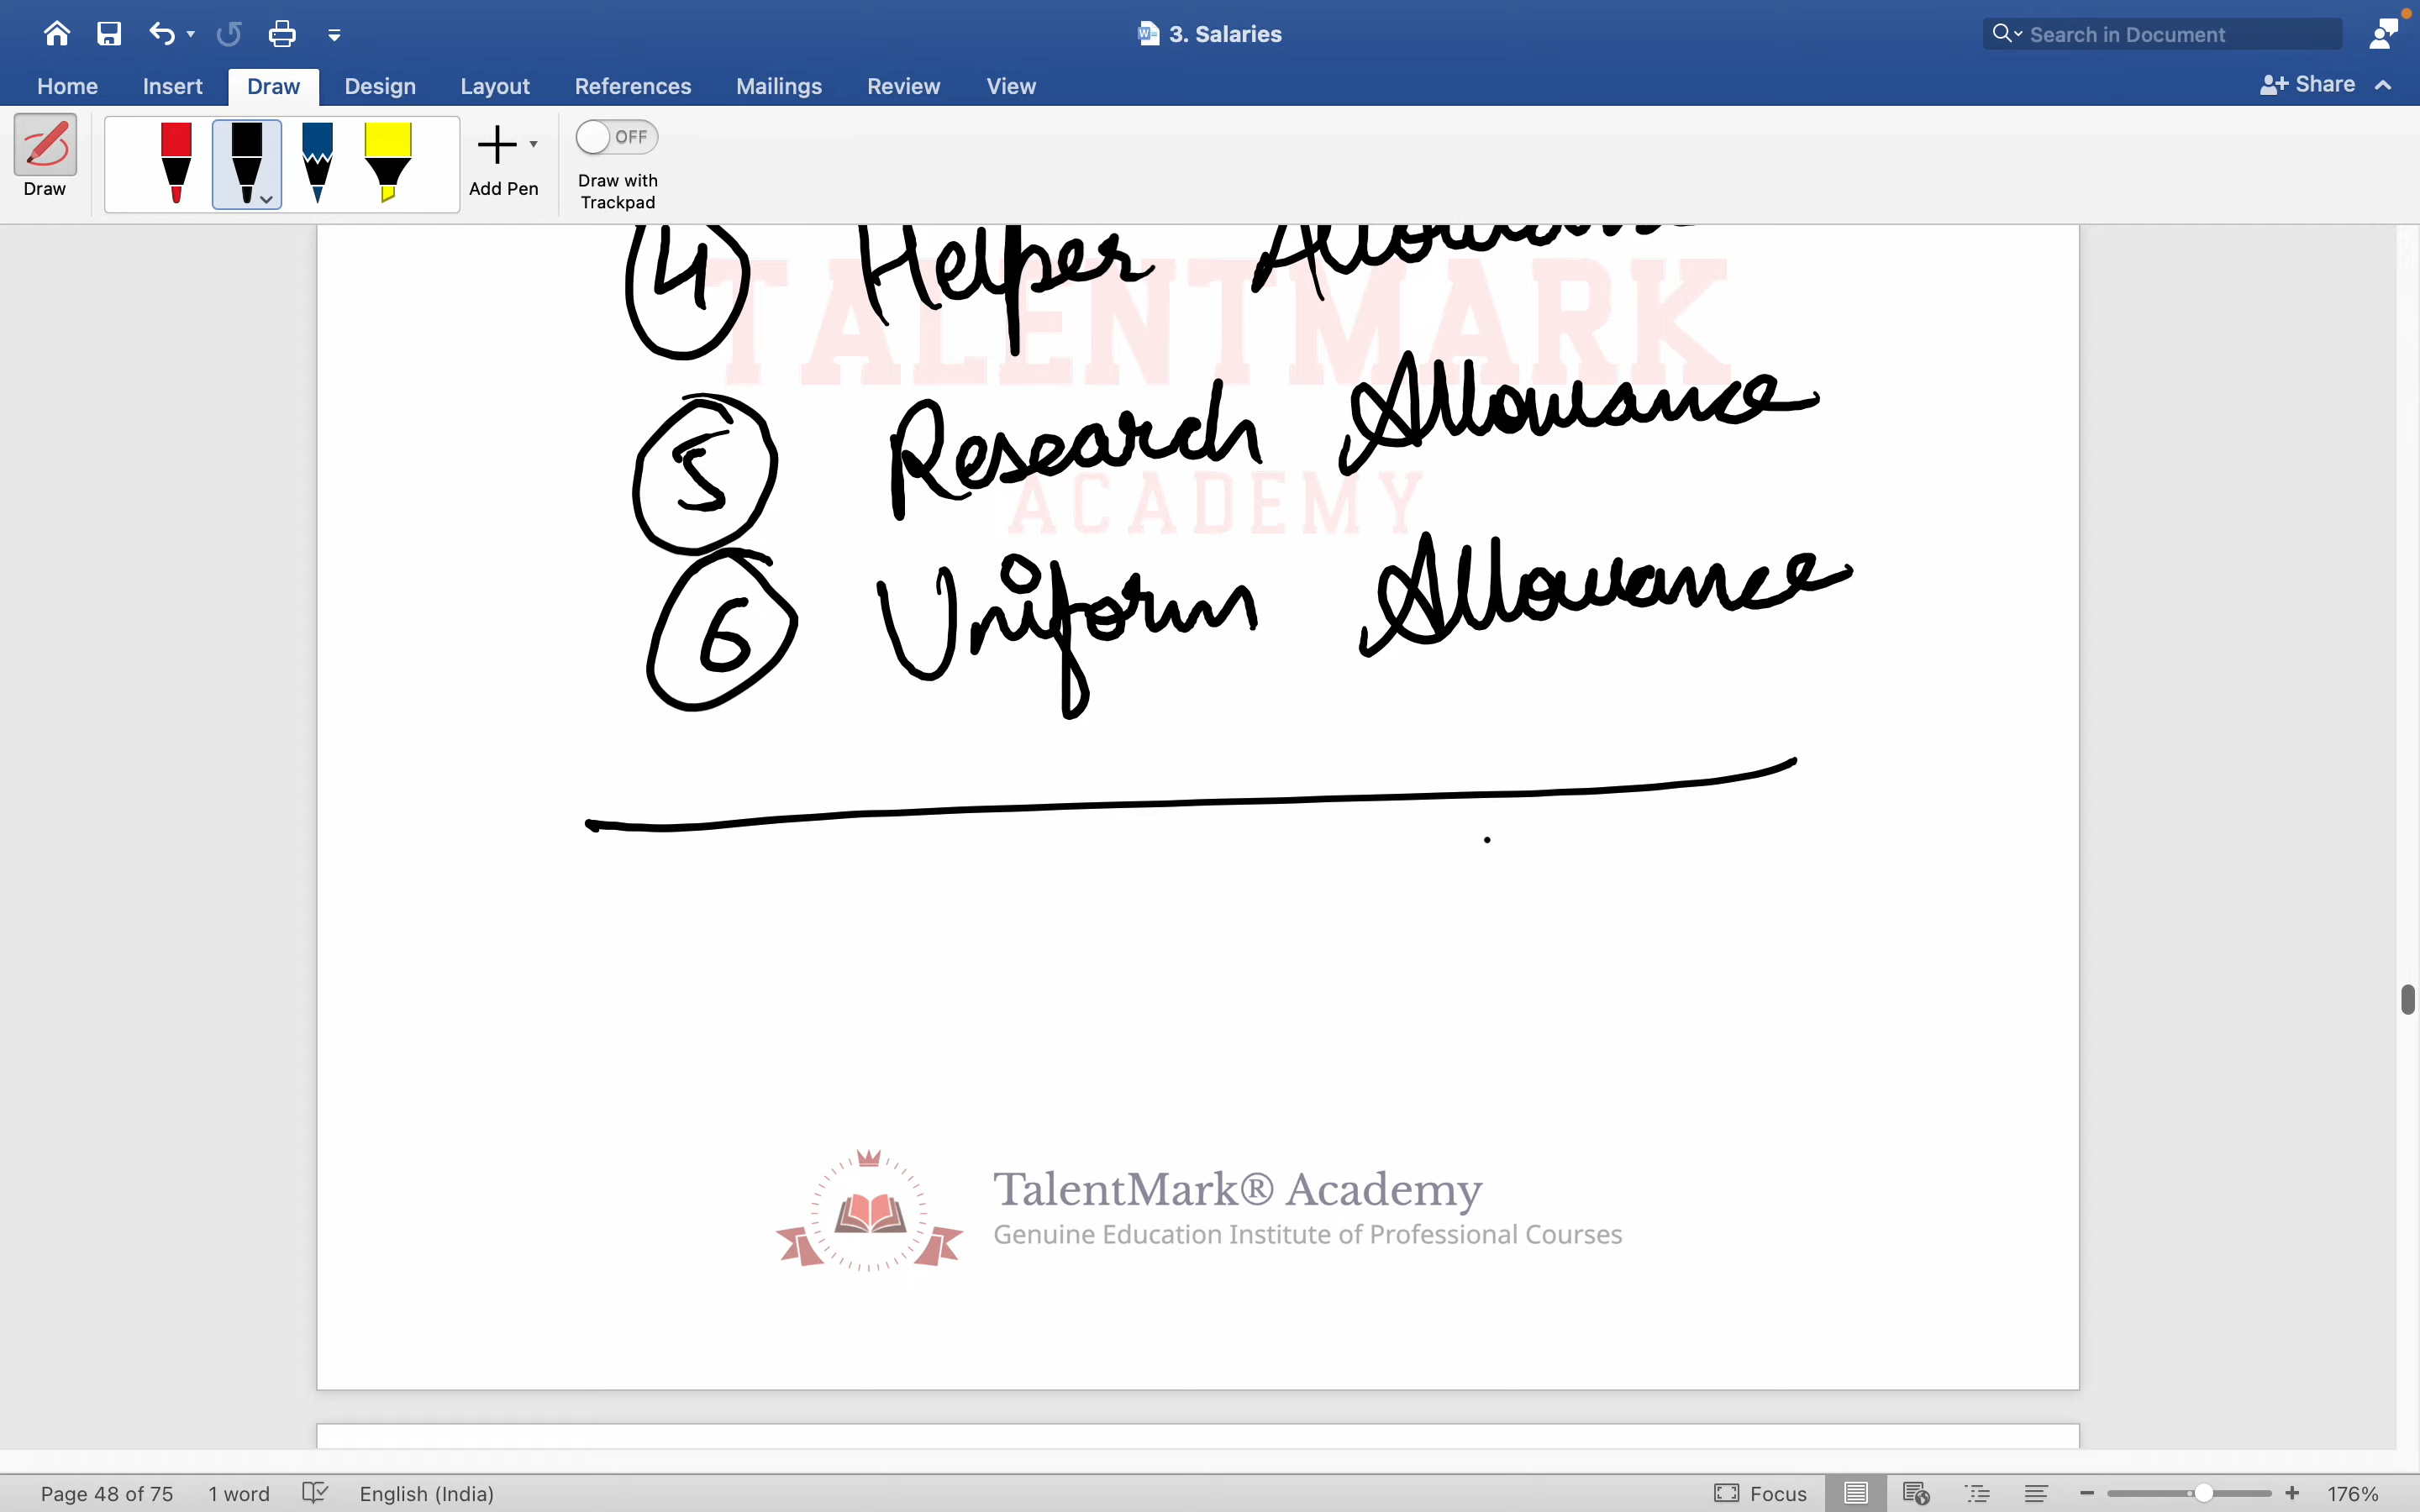 3. Salaries
Search in Document
Home Insert Draw Design Layout References Mailings Review View Share
OFF
Draw Add Pen Draw with Trackpad
4 Helper Allowance
TALENTMARK
5 Research Allowance
ACADEMY
6 Uniform Allowance
TalentMark® Academy
Genuine Education Institute of Professional Courses
Page 48 of 75 1 word English (India) Focus 176%